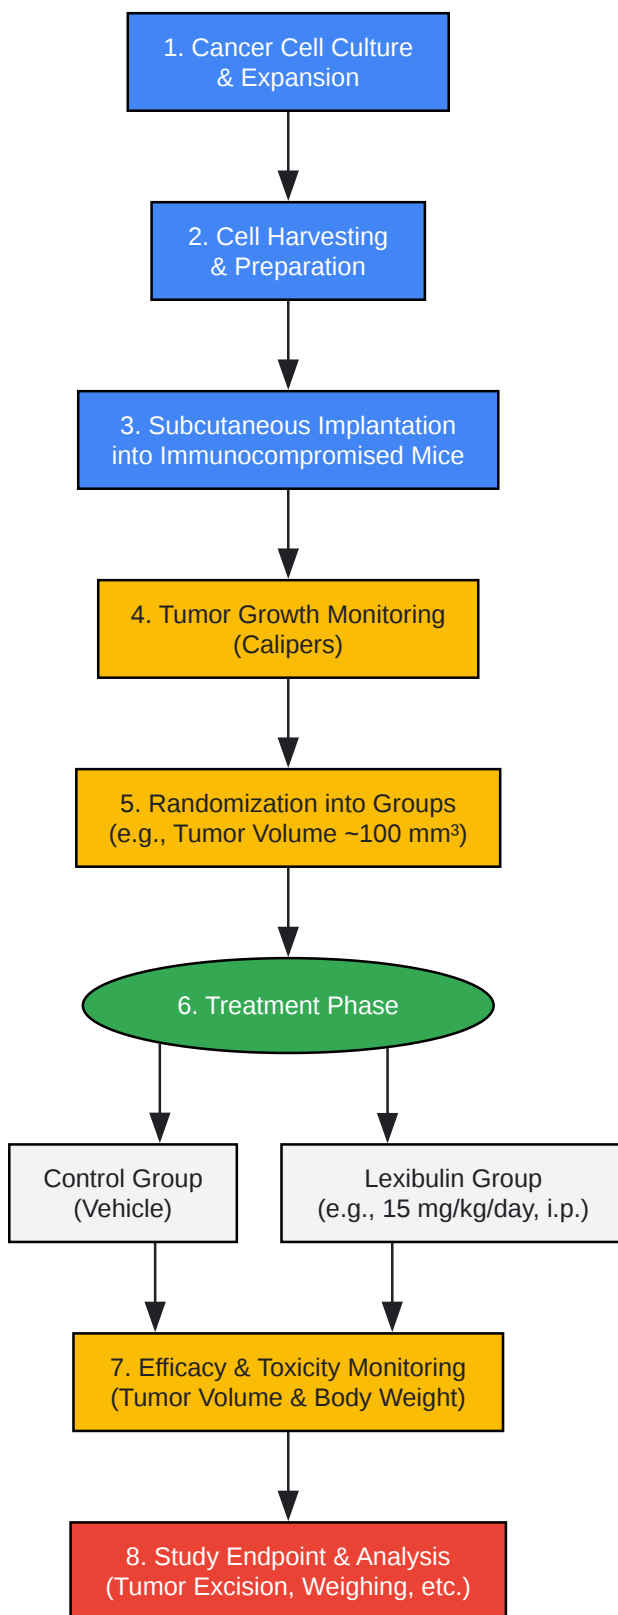 1. Cancer Cell Culture
& Expansion
2. Cell Harvesting
& Preparation
3. Subcutaneous Implantation
into Immunocompromised Mice
4. Tumor Growth Monitoring
(Calipers)
5. Randomization into Groups
(e.g., Tumor Volume ~100 mm³)
6. Treatment Phase
Control Group
(Vehicle)
Lexibulin Group
(e.g., 15 mg/kg/day, i.p.)
7. Efficacy & Toxicity Monitoring
(Tumor Volume & Body Weight)
8. Study Endpoint & Analysis
(Tumor Excision, Weighing, etc.)